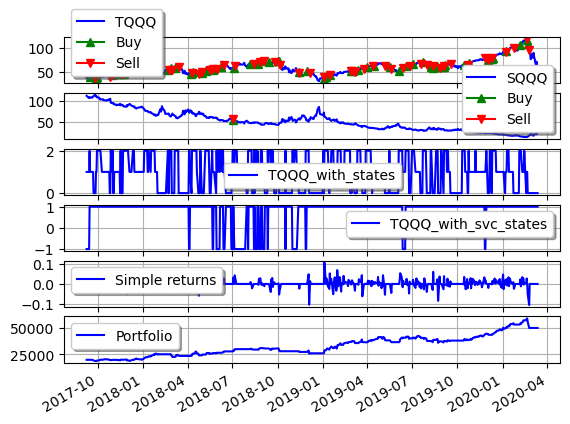 TQQQ
Buy
Sell
100
50
SQQQ
Buy
Sell
100
50
2
0
TQQQ_with_states
1
0
−1
TQQQ_with_svc_states
0.1
0.0
−0.1
Simple returns
50000
25000
Portfolio
2017-10
2018-01
2018-04
2018-07
2018-10
2019-01
2019-04
2019-07
2019-10
2020-01
2020-04